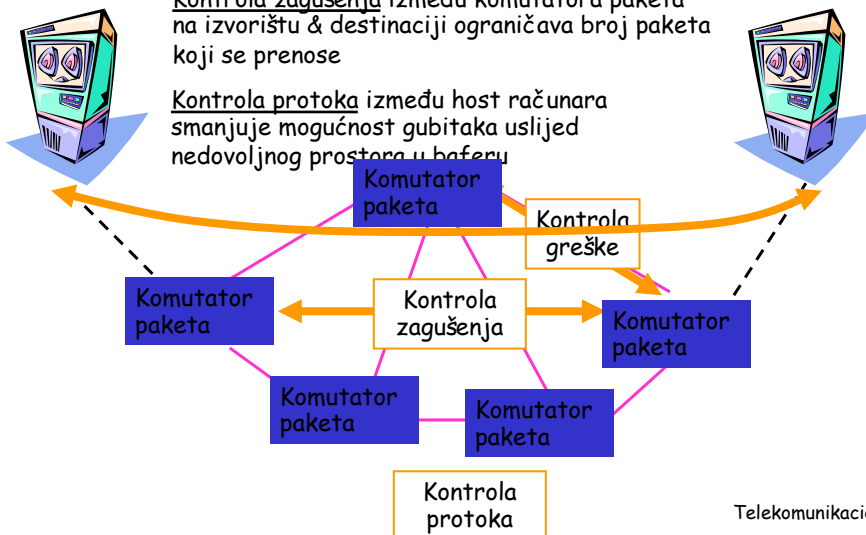 Kontrola zagušenja između komutatora paketa
na izvorištu & destinaciji ograničava broj paketa
koji se prenose
Kontrola protoka između host računara
smanjuje mogućnost gubitaka uslijed
nedovoljnog prostora u baferu
Komutator
paketa
Kontrola
greške
Komutator
paketa
Kontrola
zagušenja
Komutator
paketa
Komutator
paketa
Komutator
paketa
Kontrola
protoka